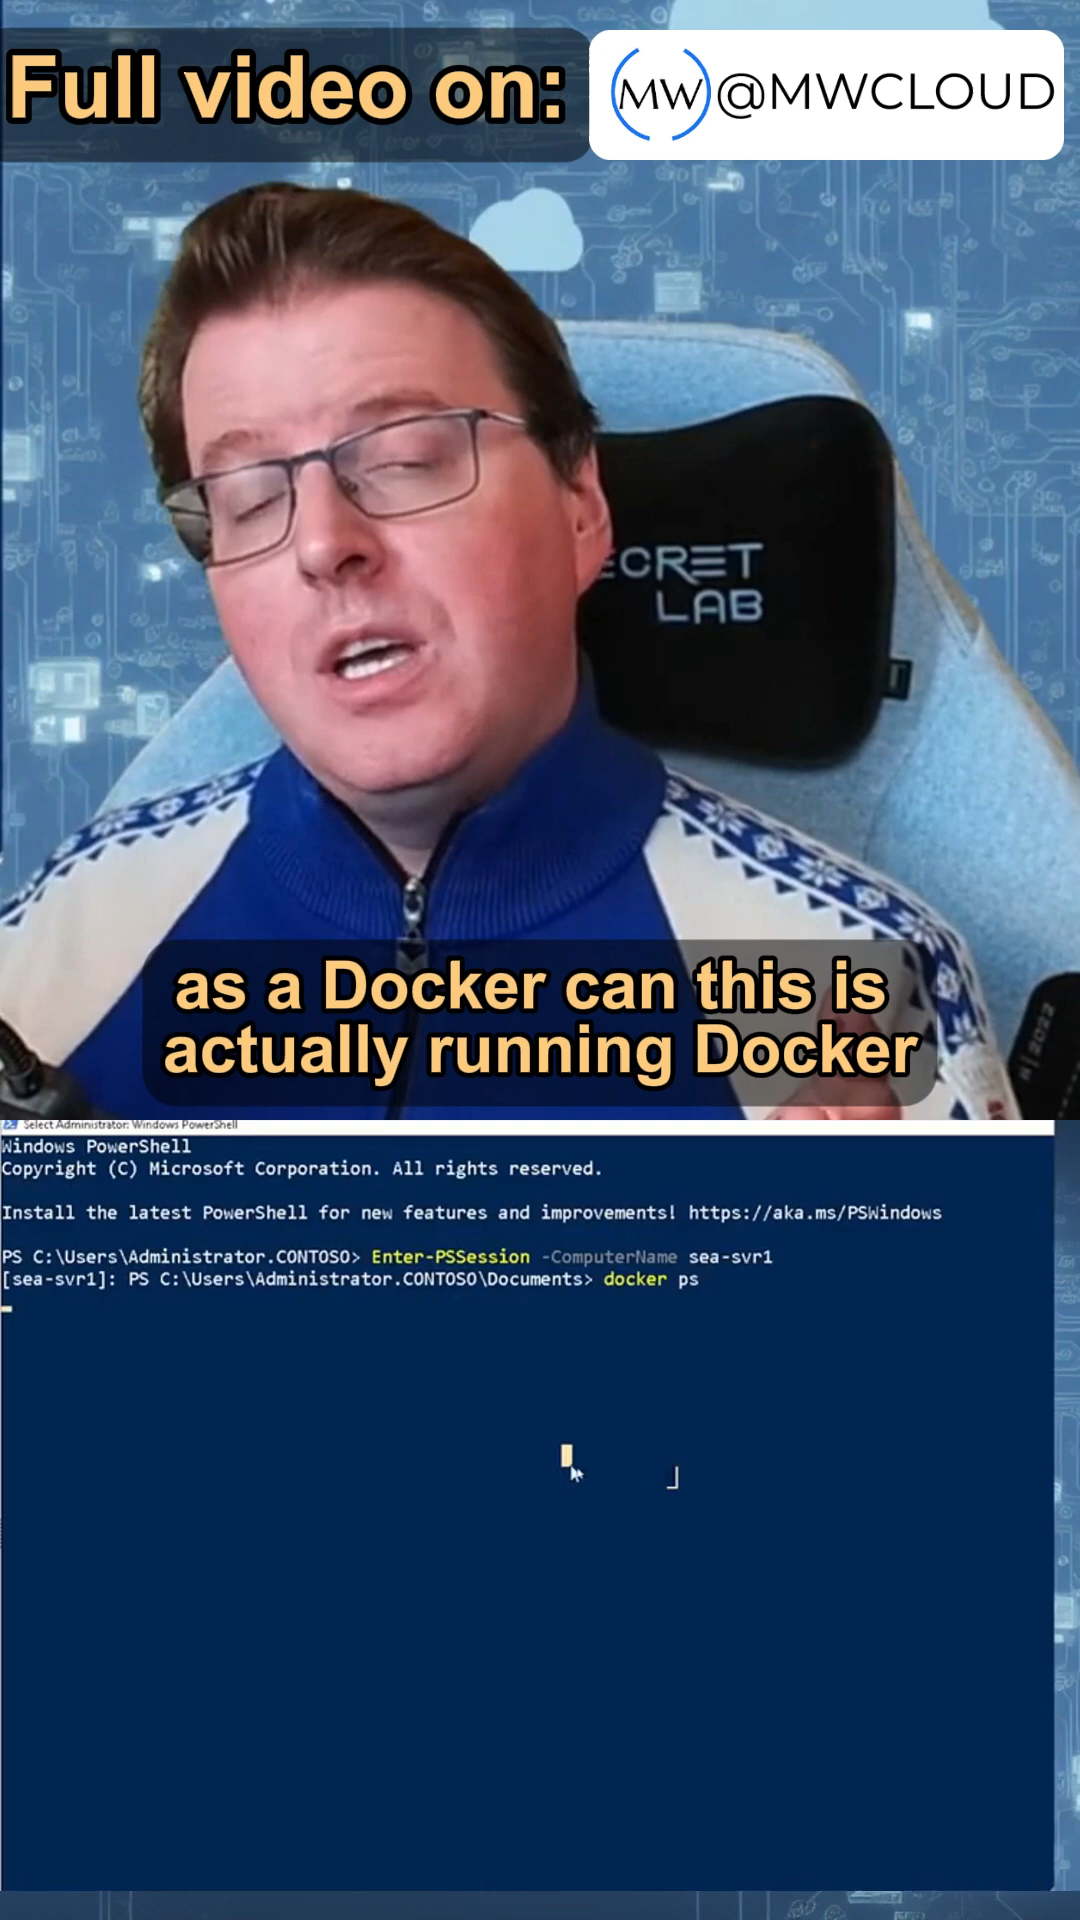 Full video on:
MW @MWCLOUD
ECRET
LAB
as a Docker can this is
actually running Docker
Select Administrator: Windows PowerShell
Windows PowerShell
Copyright (C) Microsoft Corporation. All rights reserved.
Install the latest PowerShell for new features and improvements! https://aka.ms/PSWindows
PS C:\Users\Administrator.CONTOSO> Enter-PSSession -ComputerName sea-svr1
[sea-svr1]: PS C:\Users\Administrator.CONTOSO\Documents> docker ps